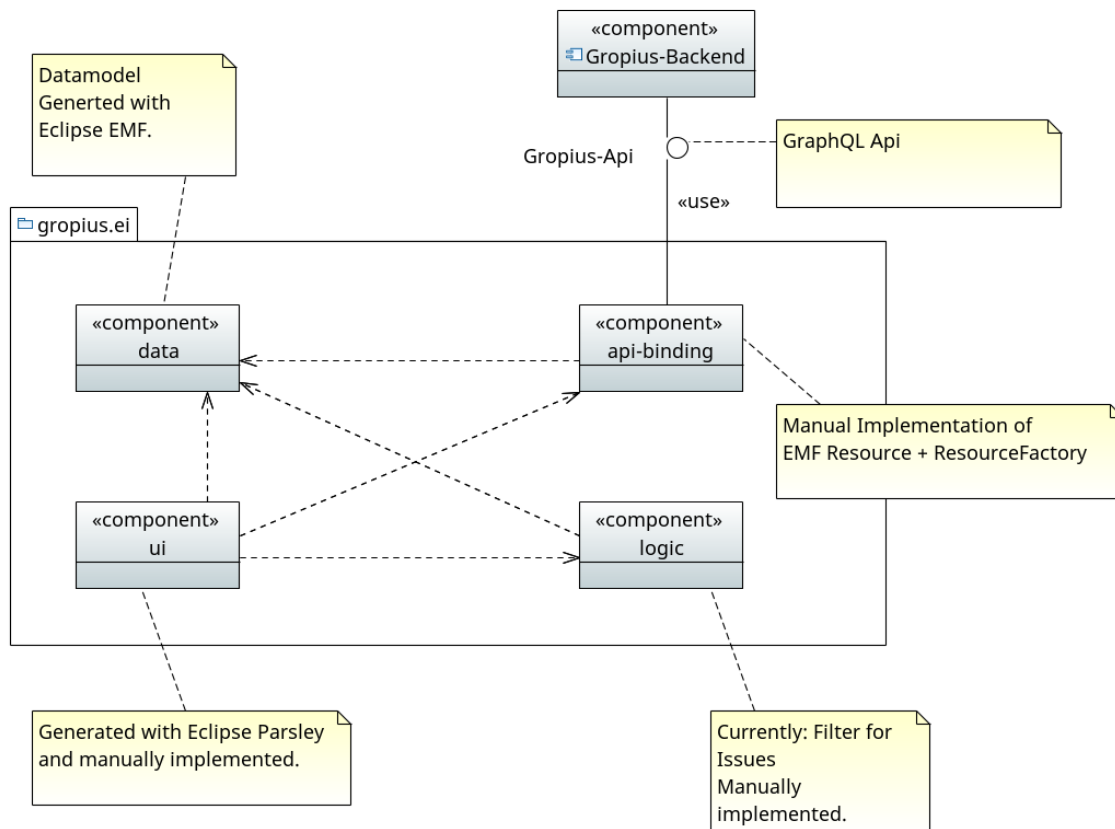 «component»
Gropius-Backend
Datamodel
Generted with
Eclipse EMF.
GraphQL Api
Gropius-Api
«use»
gropius.ei
«component»
data
«component»
api-binding
Manual Implementation of
EMF Resource + ResourceFactory
«component»
ui
«component»
logic
Generated with Eclipse Parsley
and manually implemented.
Currently: Filter for
Issues
Manually
implemented.